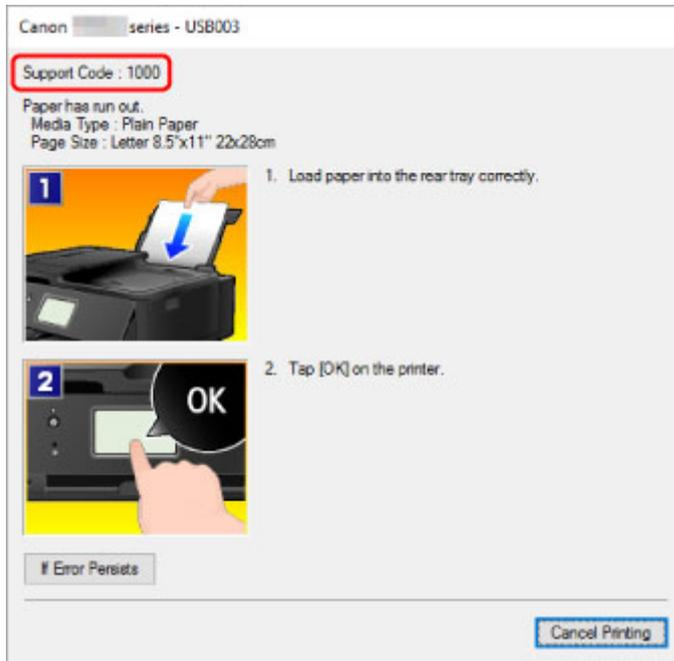 Canon series - USB003
Support Code : 1000
Paper has run out.
Media Type : Plain Paper
Page Size : Letter 8.5"x11" 22x28cm
1
1. Load paper into the rear tray correctly.
2
OK
2. Tap [OK] on the printer.
If Error Persists
Cancel Printing